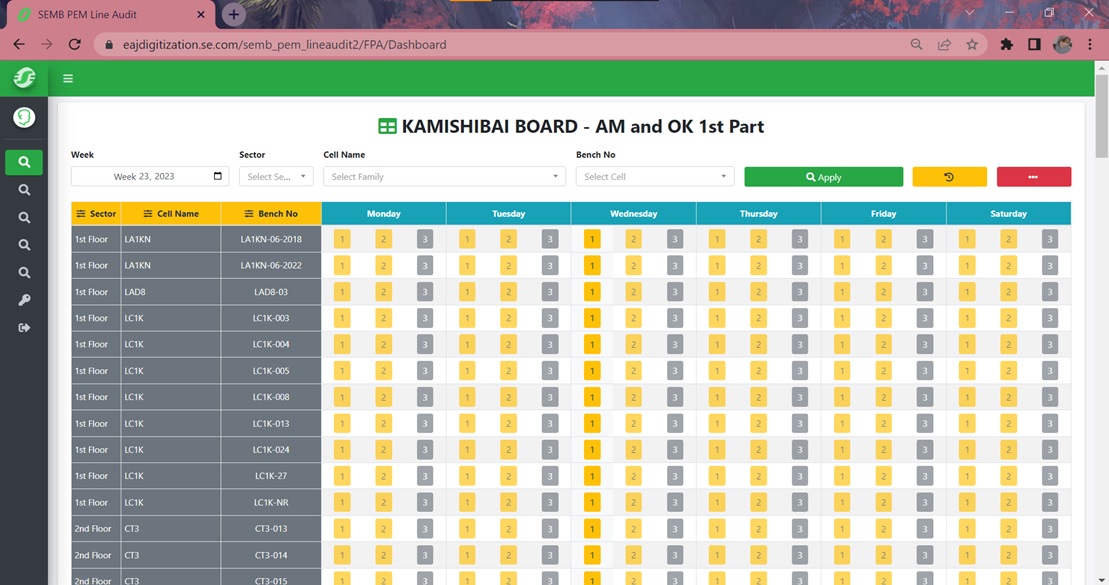 SEMB PEM Line Audit
eajdigitization.se.com/semb_pem_lineaudit2/FPA/Dashboard
KAMISHIBAI BOARD - AM and OK 1st Part
Week Sector Cell Name Bench No
Week 23, 2023 Select Se... Select Family Select Cell Apply
Sector Cell Name Bench No Monday Tuesday Wednesday Thursday Friday Saturday
1st Floor LA1KN LA1KN-06-2018 1 2 3 1 2 3 1 2 3 1 2 3 1 2 3 1 2 3
1st Floor LA1KN LA1KN-06-2022 1 2 3 1 2 3 1 2 3 1 2 3 1 2 3 1 2 3
1st Floor LAD8 LAD8-03 1 2 3 1 2 3 1 2 3 1 2 3 1 2 3 1 2 3
1st Floor LC1K LC1K-003 1 2 3 1 2 3 1 2 3 1 2 3 1 2 3 1 2 3
1st Floor LC1K LC1K-004 1 2 3 1 2 3 1 2 3 1 2 3 1 2 3 1 2 3
1st Floor LC1K LC1K-005 1 2 3 1 2 3 1 2 3 1 2 3 1 2 3 1 2 3
1st Floor LC1K LC1K-008 1 2 3 1 2 3 1 2 3 1 2 3 1 2 3 1 2 3
1st Floor LC1K LC1K-013 1 2 3 1 2 3 1 2 3 1 2 3 1 2 3 1 2 3
1st Floor LC1K LC1K-024 1 2 3 1 2 3 1 2 3 1 2 3 1 2 3 1 2 3
1st Floor LC1K LC1K-27 1 2 3 1 2 3 1 2 3 1 2 3 1 2 3 1 2 3
1st Floor LC1K LC1K-NR 1 2 3 1 2 3 1 2 3 1 2 3 1 2 3 1 2 3
2nd Floor CT3 CT3-013 1 2 3 1 2 3 1 2 3 1 2 3 1 2 3 1 2 3
2nd Floor CT3 CT3-014 1 2 3 1 2 3 1 2 3 1 2 3 1 2 3 1 2 3
2nd Floor CT3 CT3-015 1 2 3 1 2 3 1 2 3 1 2 3 1 2 3 1 2 3